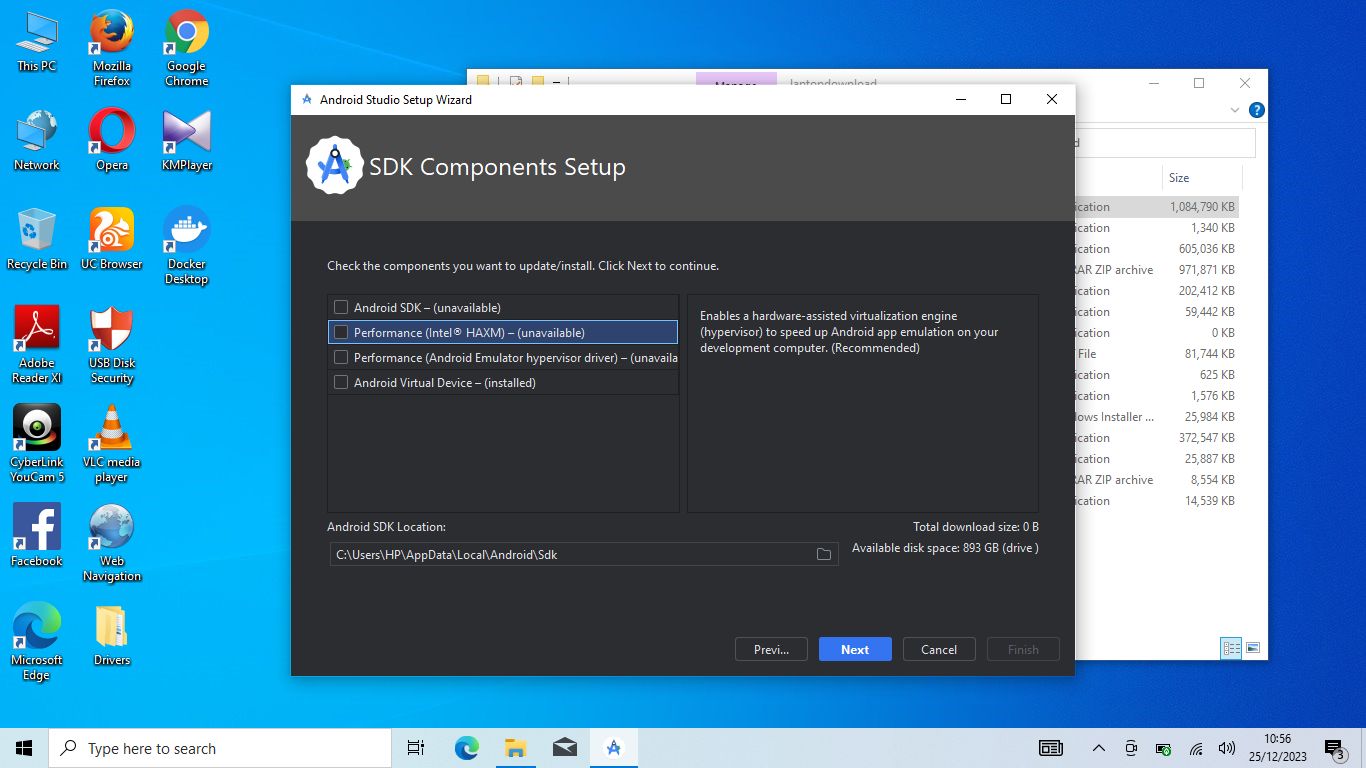 This PC
Mozilla
Firefox
Google
Chrome
Network
Opera
KMPlayer
Recycle Bin
UC Browser
Docker
Desktop
Adobe
Reader XI
USB Disk
Security
CyberLink
YouCam 5
VLC media
player
Facebook
Web
Navigation
Microsoft
Edge
Drivers
Manage
laptopdownload
Android Studio Setup Wizard
SDK Components Setup
Check the components you want to update/install. Click Next to continue.
Android SDK – (unavailable)
Performance (Intel® HAXM) – (unavailable)
Performance (Android Emulator hypervisor driver) – (unavaila
Android Virtual Device – (installed)
Enables a hardware-assisted virtualization engine
(hypervisor) to speed up Android app emulation on your
development computer. (Recommended)
Android SDK Location:
C:\Users\HP\AppData\Local\Android\Sdk
Total download size: 0 B
Available disk space: 893 GB (drive )
Previ...
Next
Cancel
Finish
d
Size
ication 1,084,790 KB
ication 1,340 KB
ication 605,036 KB
RAR ZIP archive 971,871 KB
ication 202,412 KB
ication 59,442 KB
ication 0 KB
File 81,744 KB
ication 625 KB
ication 1,576 KB
ows Installer ... 25,984 KB
ication 372,547 KB
ication 25,887 KB
RAR ZIP archive 8,554 KB
ication 14,539 KB
Type here to search
10:56
25/12/2023
3